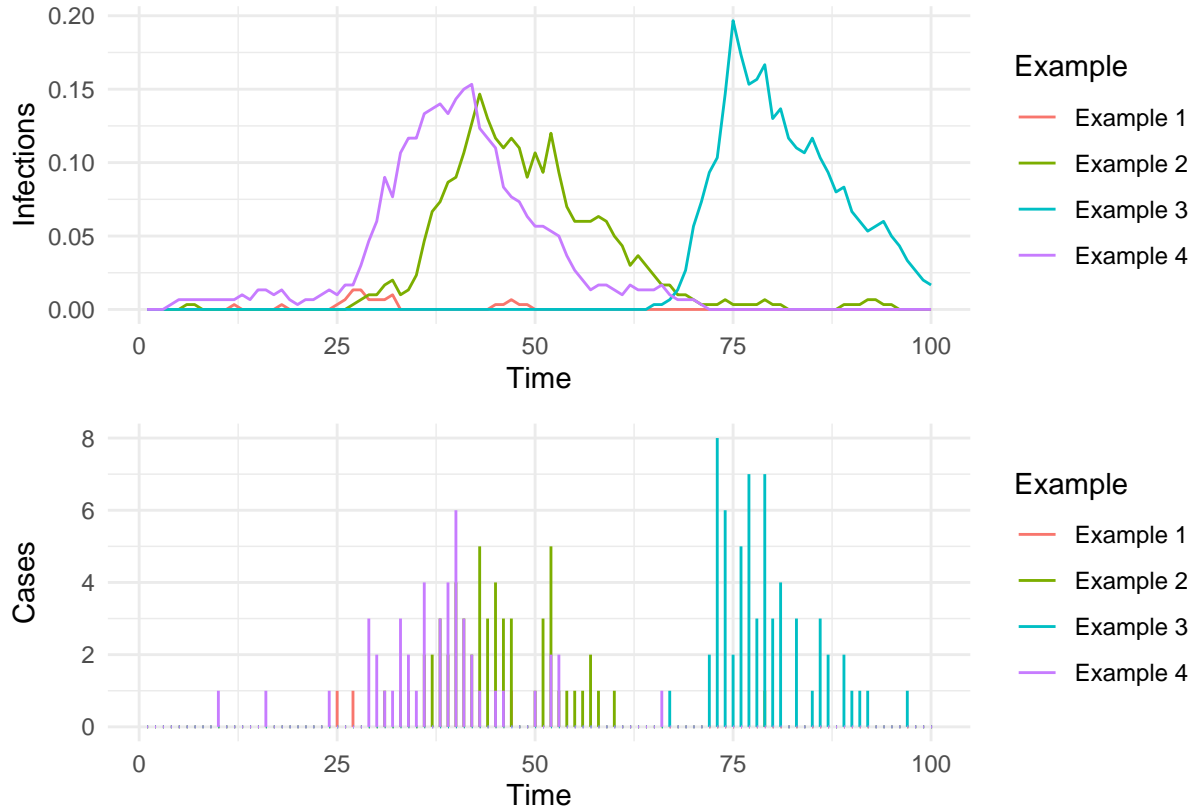 0.20
0.15
0.10
0.05
0.00
Infections
0 25 50 75 100
Time
Example
Example 1
Example 2
Example 3
Example 4
8
6
4
2
0
Cases
0 25 50 75 100
Time
Example
Example 1
Example 2
Example 3
Example 4